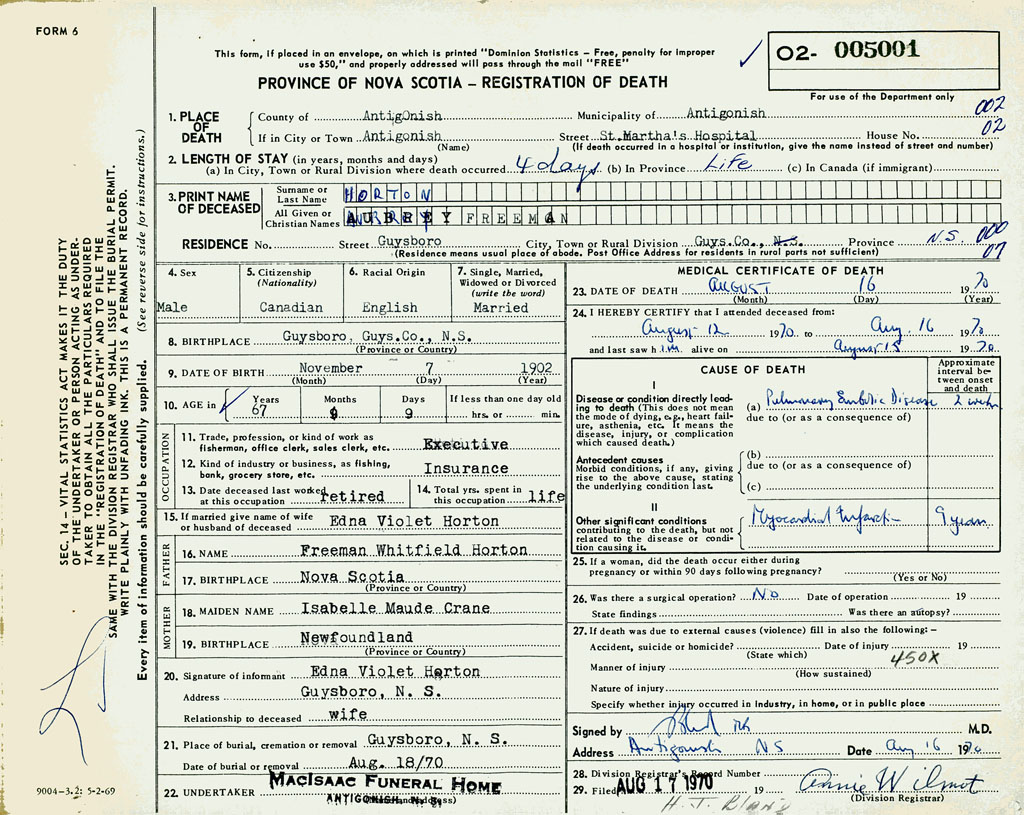 FORM 6
This form, if placed in an envelope, on which is printed "Dominion Statistics – Free, penalty for improper
use $50," and properly addressed will pass through the mail "FREE"
PROVINCE OF NOVA SCOTIA – REGISTRATION OF DEATH
02- 005001
For use of the Department only
002
02
1. PLACE OF DEATH
County of AntigOnish Municipality of Antigonish
If in City or Town Antigonish Street St.Martha's Hospital House No.
(Name) (If death occurred in a hospital or institution, give the name instead of street and number)
2. LENGTH OF STAY (in years, months and days)
(a) In City, Town or Rural Division where death occurred 4 days (b) In Province Life (c) In Canada (if immigrant)
3. PRINT NAME OF DECEASED
Surname or Last Name HORTON
All Given or Christian Names AUBREY FREEMAN
RESIDENCE No. Street Guysboro City, Town or Rural Division Guys.Co., N.S. Province N.S. 000
(Residence means usual place of abode. Post Office Address for residents in rural parts not sufficient) 07
4. Sex
Male
5. Citizenship
(Nationality)
Canadian
6. Racial Origin
English
7. Single, Married,
Widowed or Divorced
(write the word)
Married
8. BIRTHPLACE Guysboro, Guys.Co., N.S.
(Province or Country)
9. DATE OF BIRTH November 7 1902
(Month) (Day) (Year)
10. AGE in Years Months Days If less than one day old
67 9 9 hrs. or min.
OCCUPATION
11. Trade, profession, or kind of work as
fisherman, office clerk, sales clerk, etc. Executive
12. Kind of industry or business, as fishing,
bank, grocery store, etc. Insurance
13. Date deceased last worked
at this occupation retired
14. Total yrs. spent in
this occupation life
15. If married give name of wife
or husband of deceased Edna Violet Horton
FATHER
16. NAME Freeman Whitfield Horton
17. BIRTHPLACE Nova Scotia
(Province or Country)
MOTHER
18. MAIDEN NAME Isabelle Maude Crane
19. BIRTHPLACE Newfoundland
(Province or Country)
20. Signature of informant Edna Violet Horton
Address Guysboro, N. S.
Relationship to deceased wife
21. Place of burial, cremation or removal Guysboro, N. S.
Date of burial or removal Aug. 18/70
22. UNDERTAKER MacIsaac Funeral Home
ANTIGONISH, N. S.
MEDICAL CERTIFICATE OF DEATH
23. DATE OF DEATH AUGUST 16 1970
(Month) (Day) (Year)
24. I HEREBY CERTIFY that I attended deceased from:
August 12 1970 to Aug. 16 1970
and last saw him alive on August 15 1970
CAUSE OF DEATH
Approximate
interval be-
tween onset
and death
I
Disease or condition directly lead-
ing to death (This does not mean
the mode of dying, e.g., heart fail-
ure, asthenia, etc. It means the
disease, injury, or complication
which caused death.)
(a) Pulmonary Embolic Disease 2 weeks
due to (or as a consequence of)
Antecedent causes
Morbid conditions, if any, giving
rise to the above cause, stating
the underlying condition last.
(b)
due to (or as a consequence of)
(c)
II
Other significant conditions
contributing to the death, but not
related to the disease or condi-
tion causing it.
Myocardial Infarct 9 years
25. If a woman, did the death occur either during
pregnancy or within 90 days following pregnancy?
(Yes or No)
26. Was there a surgical operation? NO Date of operation 19
State findings Was there an autopsy?
27. If death was due to external causes (violence) fill in also the following:–
Accident, suicide or homicide? Date of injury 19
(State which) 450X
Manner of injury
(How sustained)
Nature of injury
Specify whether injury occurred in industry, in home, or in public place
Signed by M.D.
Address Antigonish NS Date Aug 16 1970
28. Division Registrar's Record Number
29. Filed AUG 17 1970 19 Annie Wilmot
(Division Registrar)
SEC. 14 – VITAL STATISTICS ACT MAKES IT THE DUTY
OF THE UNDERTAKER OR PERSON ACTING AS UNDER-
TAKER TO OBTAIN ALL THE PARTICULARS REQUIRED
IN THE "REGISTRATION OF DEATH" AND TO FILE THE
SAME WITH THE DIVISION REGISTRAR WHO SHALL ISSUE THE BURIAL PERMIT.
WRITE PLAINLY WITH UNFADING INK. THIS IS A PERMANENT RECORD.
Every item of information should be carefully supplied. (See reverse side for instructions.)
9004–3.2: 5-2-69